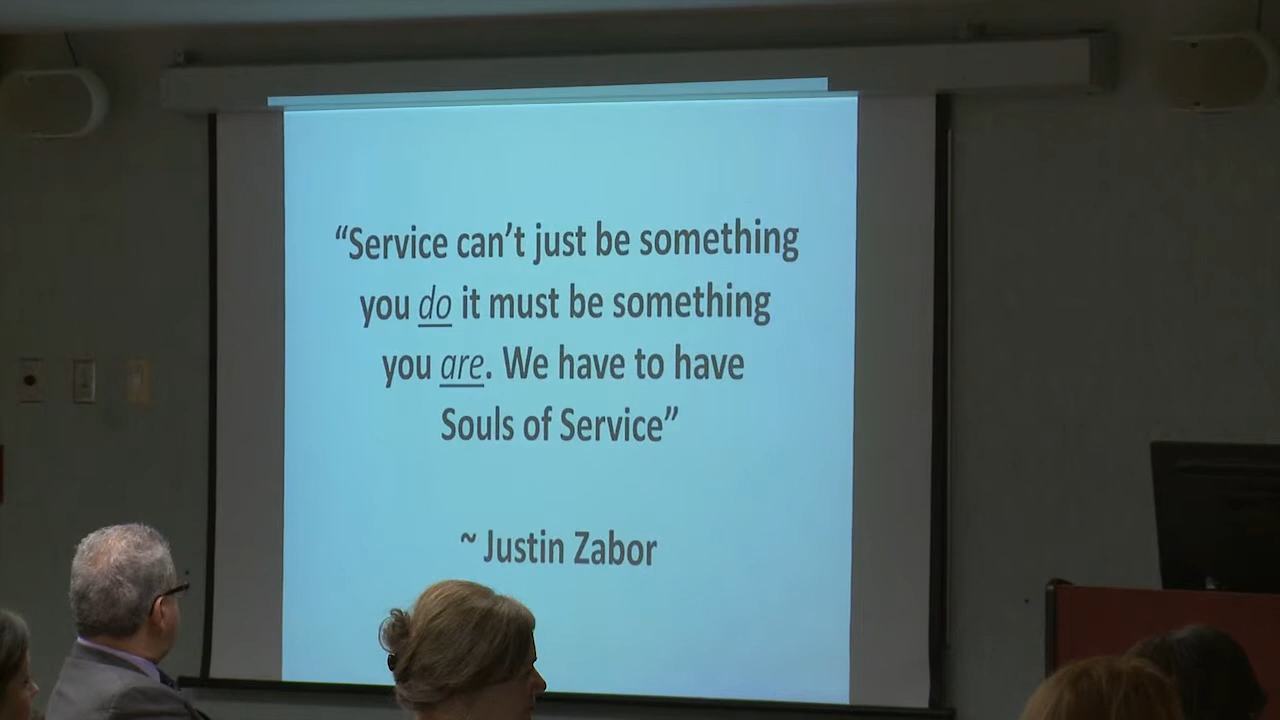 “Service can’t just be something
you do it must be something
you are. We have to have
Souls of Service”
~ Justin Zabor